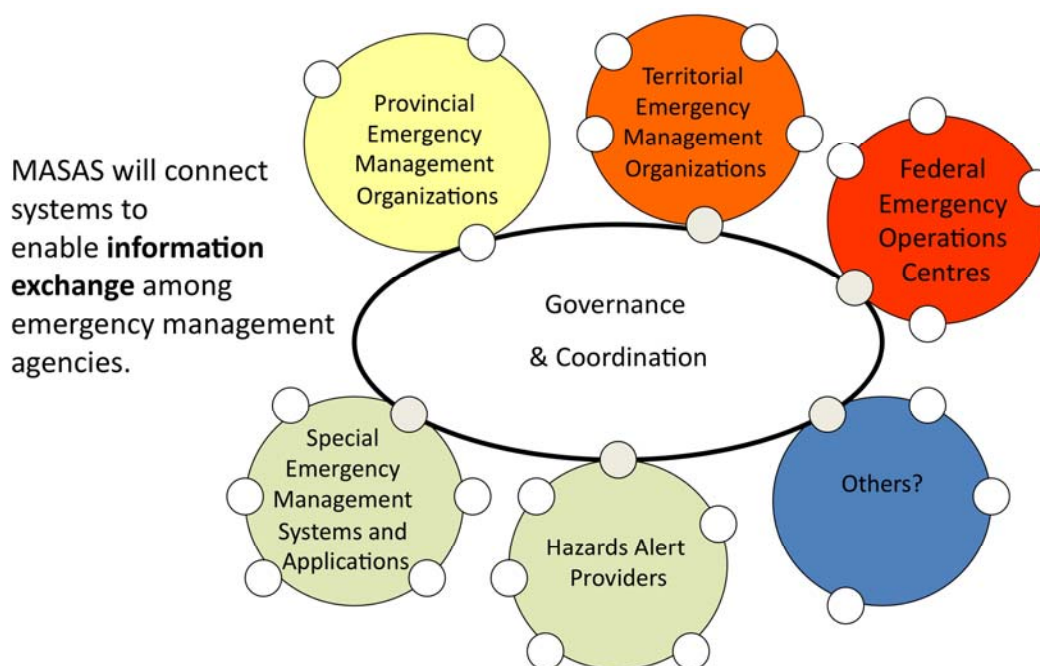 MASAS will connect
systems to
enable information
exchange among
emergency management
agencies.
Provincial
Emergency
Management
Organizations
Territorial
Emergency
Management
Organizations
Federal
Emergency
Operations
Centres
Governance
& Coordination
Special
Emergency
Management
Systems and
Applications
Hazards Alert
Providers
Others?